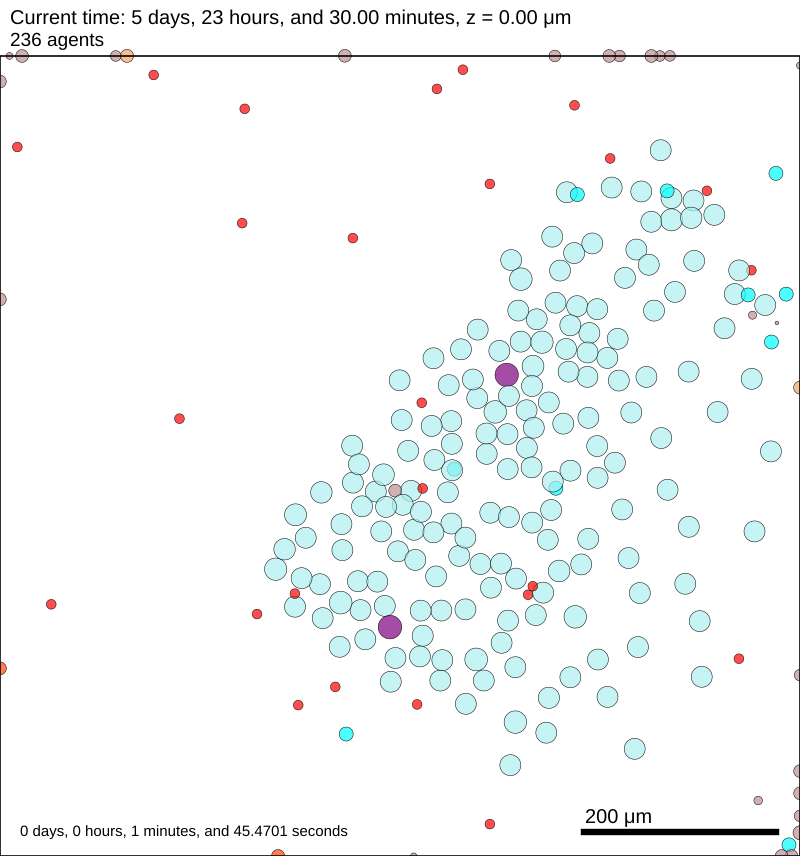 Current time: 5 days, 23 hours, and 30.00 minutes, z = 0.00 μm
236 agents
200 μm
0 days, 0 hours, 1 minutes, and 45.4701 seconds